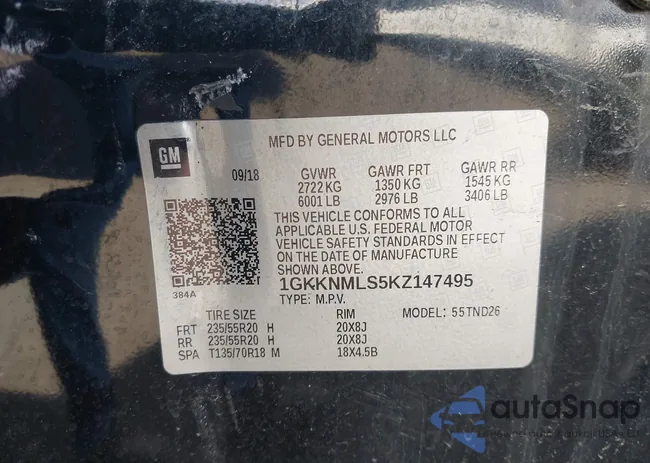 MFD BY GENERAL MOTORS LLC
GM
09/18
GVWR GAWR FRT GAWR RR
2722 KG 1350 KG 1545 KG
6001 LB 2976 LB 3406 LB
THIS VEHICLE CONFORMS TO ALL
APPLICABLE U.S. FEDERAL MOTOR
VEHICLE SAFETY STANDARDS IN EFFECT
ON THE DATE OF MANUFACTURE
SHOWN ABOVE.
384A
1GKKNMLS5KZ147495
TYPE: M.P.V. MODEL: 55TND26
TIRE SIZE RIM
FRT 235/55R20 H 20X8J
RR 235/55R20 H 20X8J
SPA T135/70R18 M 18X4.5B
autoSnap